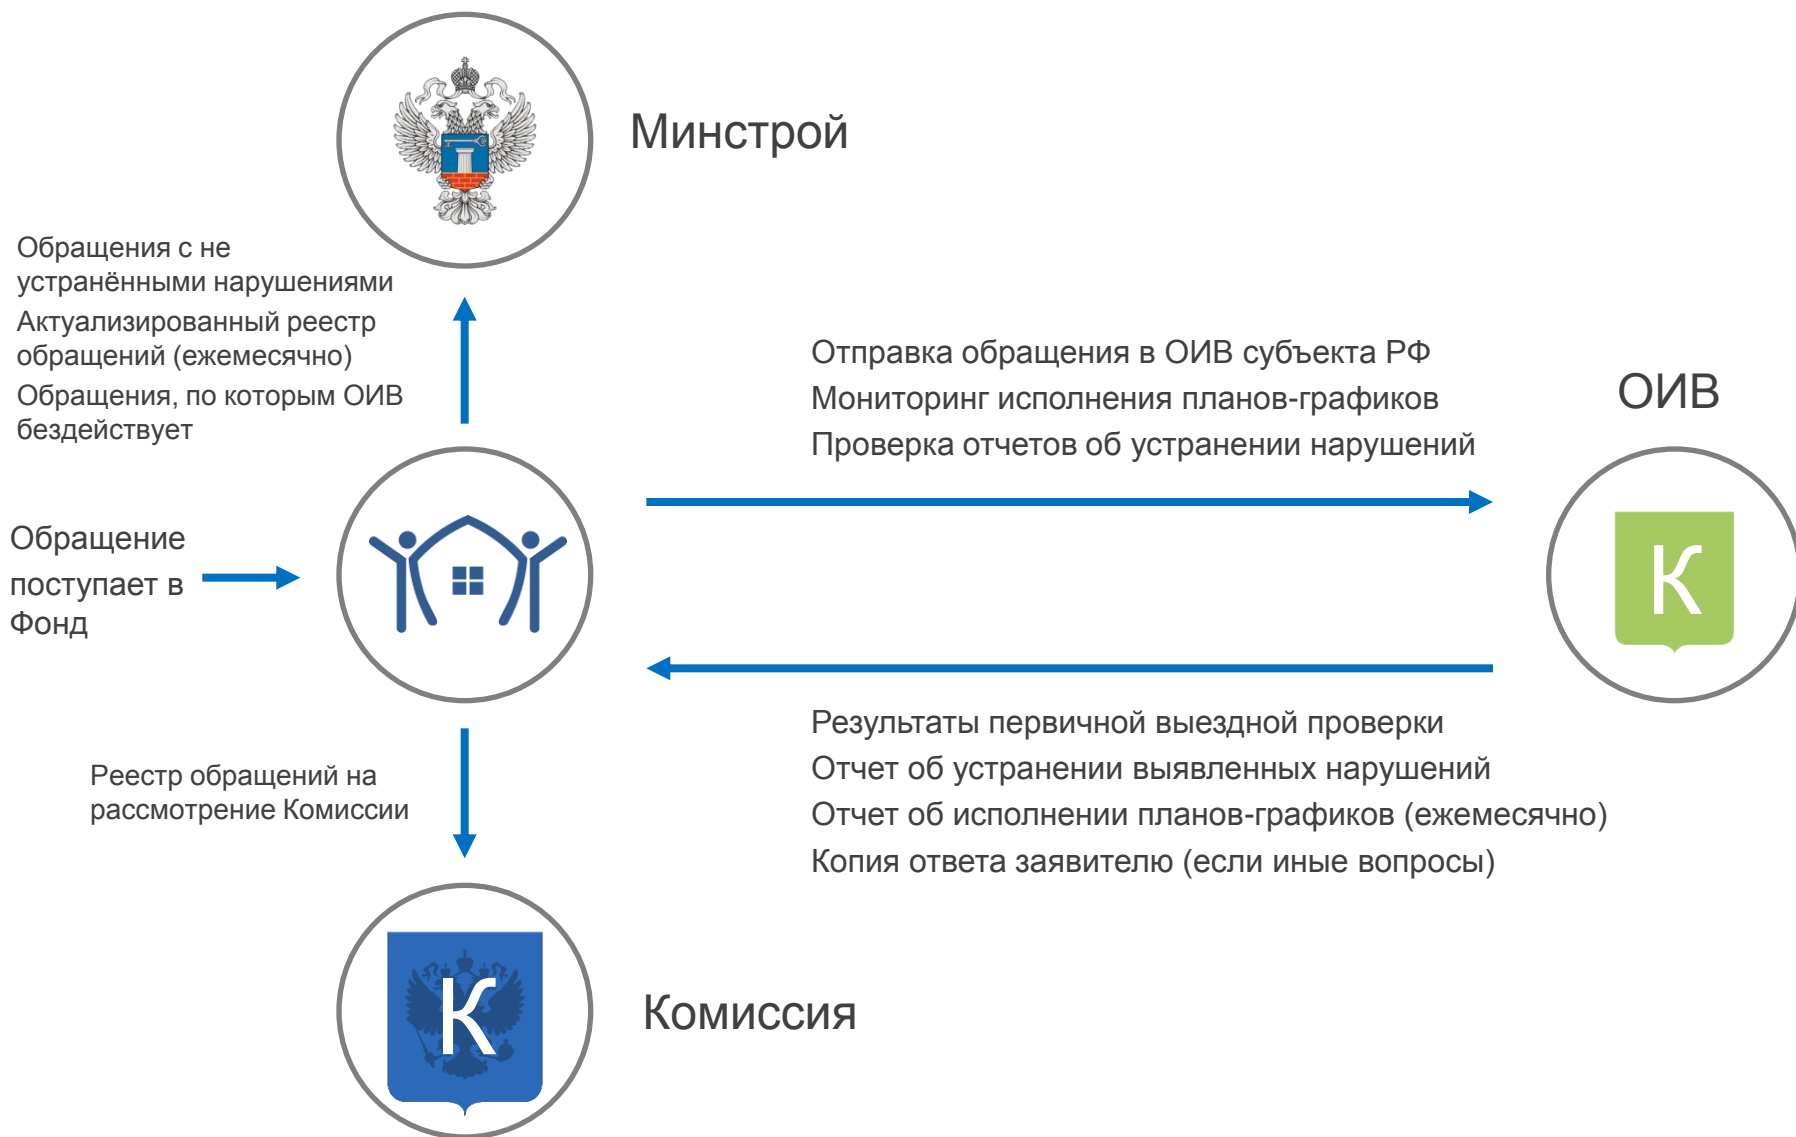 Минстрой
Обращения с не
устранёнными нарушениями
Актуализированный реестр
обращений (ежемесячно)
Обращения, по которым ОИВ
бездействует
Отправка обращения в ОИВ субъекта РФ
Мониторинг исполнения планов-графиков
Проверка отчетов об устранении нарушений
ОИВ
К
Обращение
поступает в
Фонд
Результаты первичной выездной проверки
Отчет об устранении выявленных нарушений
Отчет об исполнении планов-графиков (ежемесячно)
Копия ответа заявителю (если иные вопросы)
Реестр обращений на
рассмотрение Комиссии
К
Комиссия